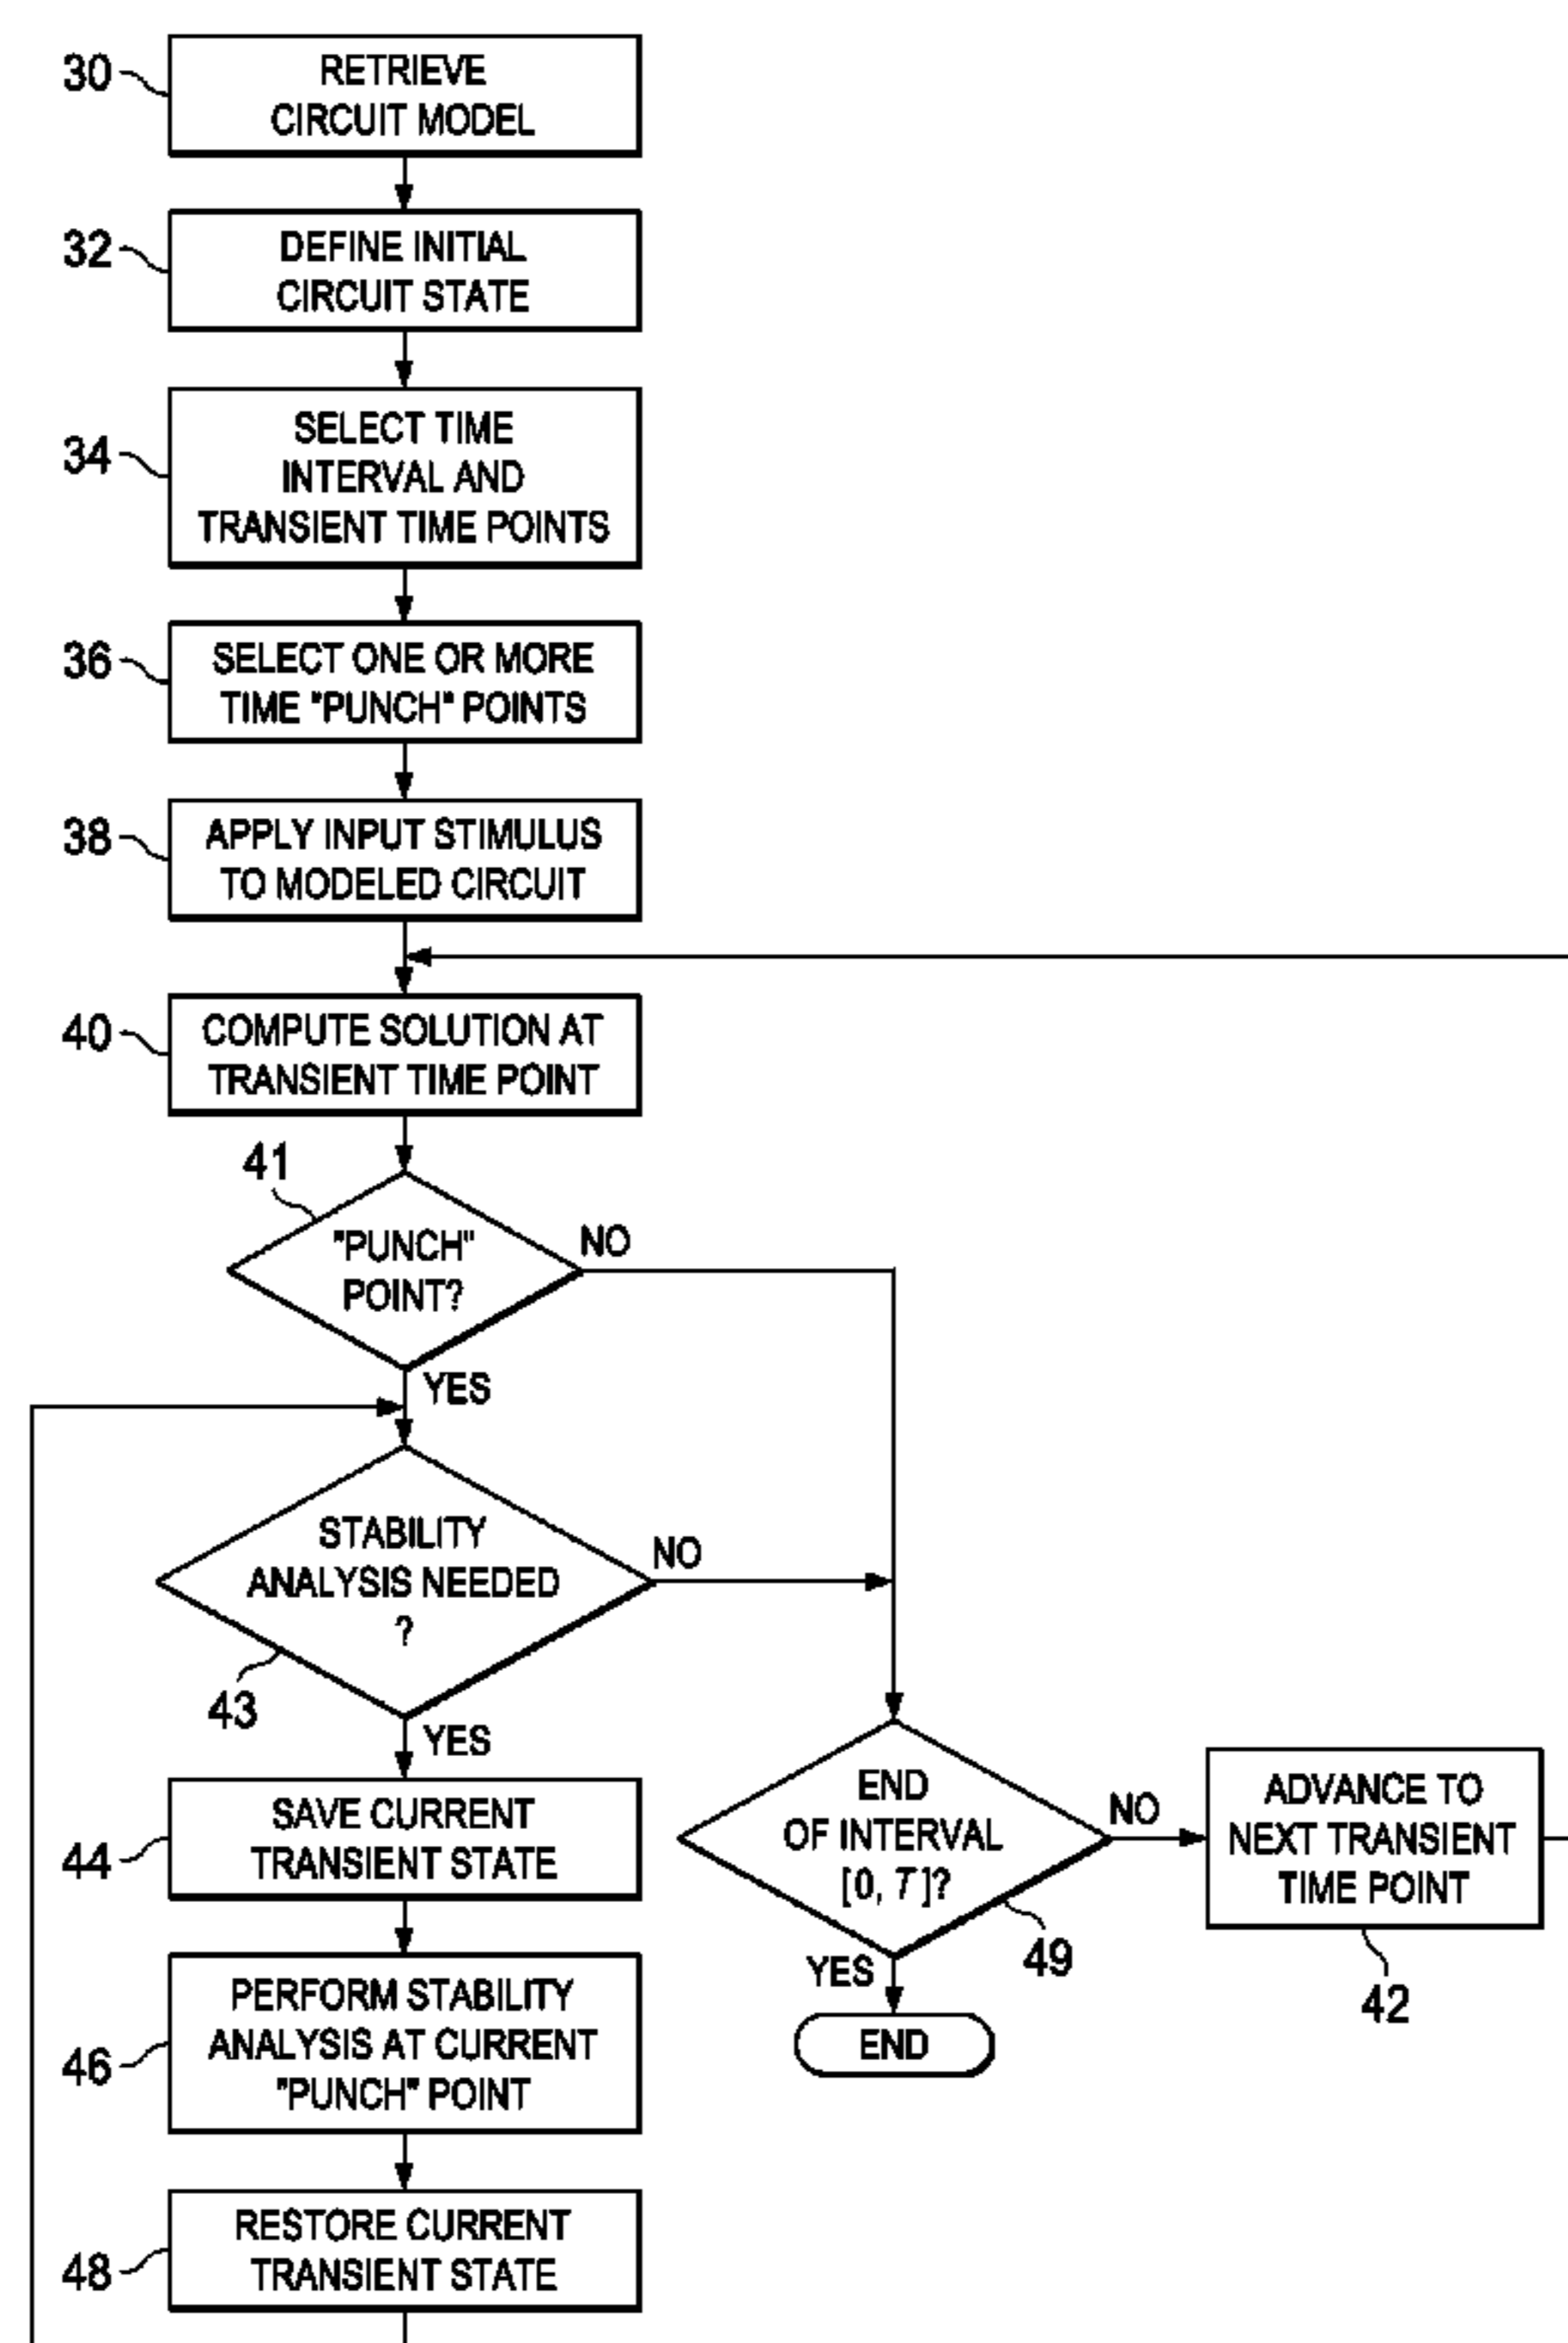 30
RETRIEVE
CIRCUIT MODEL
32
DEFINE INITIAL
CIRCUIT STATE
34
SELECT TIME
INTERVAL AND
TRANSIENT TIME POINTS
36
SELECT ONE OR MORE
TIME "PUNCH" POINTS
38
APPLY INPUT STIMULUS
TO MODELED CIRCUIT
40
COMPUTE SOLUTION AT
TRANSIENT TIME POINT
41
"PUNCH"
POINT?
NO
YES
STABILITY
ANALYSIS NEEDED
?
NO
43
YES
44
SAVE CURRENT
TRANSIENT STATE
END
OF INTERVAL
[0, T]?
NO
49
YES
END
ADVANCE TO
NEXT TRANSIENT
TIME POINT
42
46
PERFORM STABILITY
ANALYSIS AT CURRENT
"PUNCH" POINT
48
RESTORE CURRENT
TRANSIENT STATE